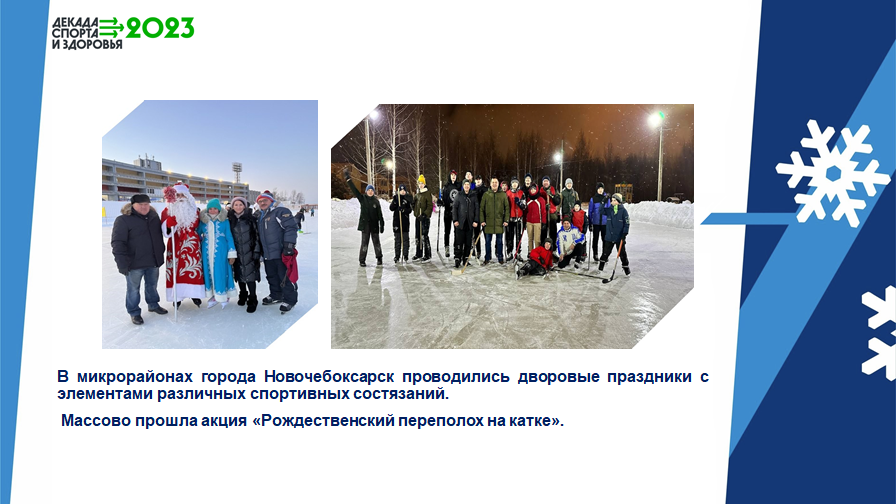 ДЕКАДА
СПОРТА
И ЗДОРОВЬЯ
2023
В микрорайонах города Новочебоксарск проводились дворовые праздники с
элементами различных спортивных состязаний.
Массово прошла акция «Рождественский переполох на катке».